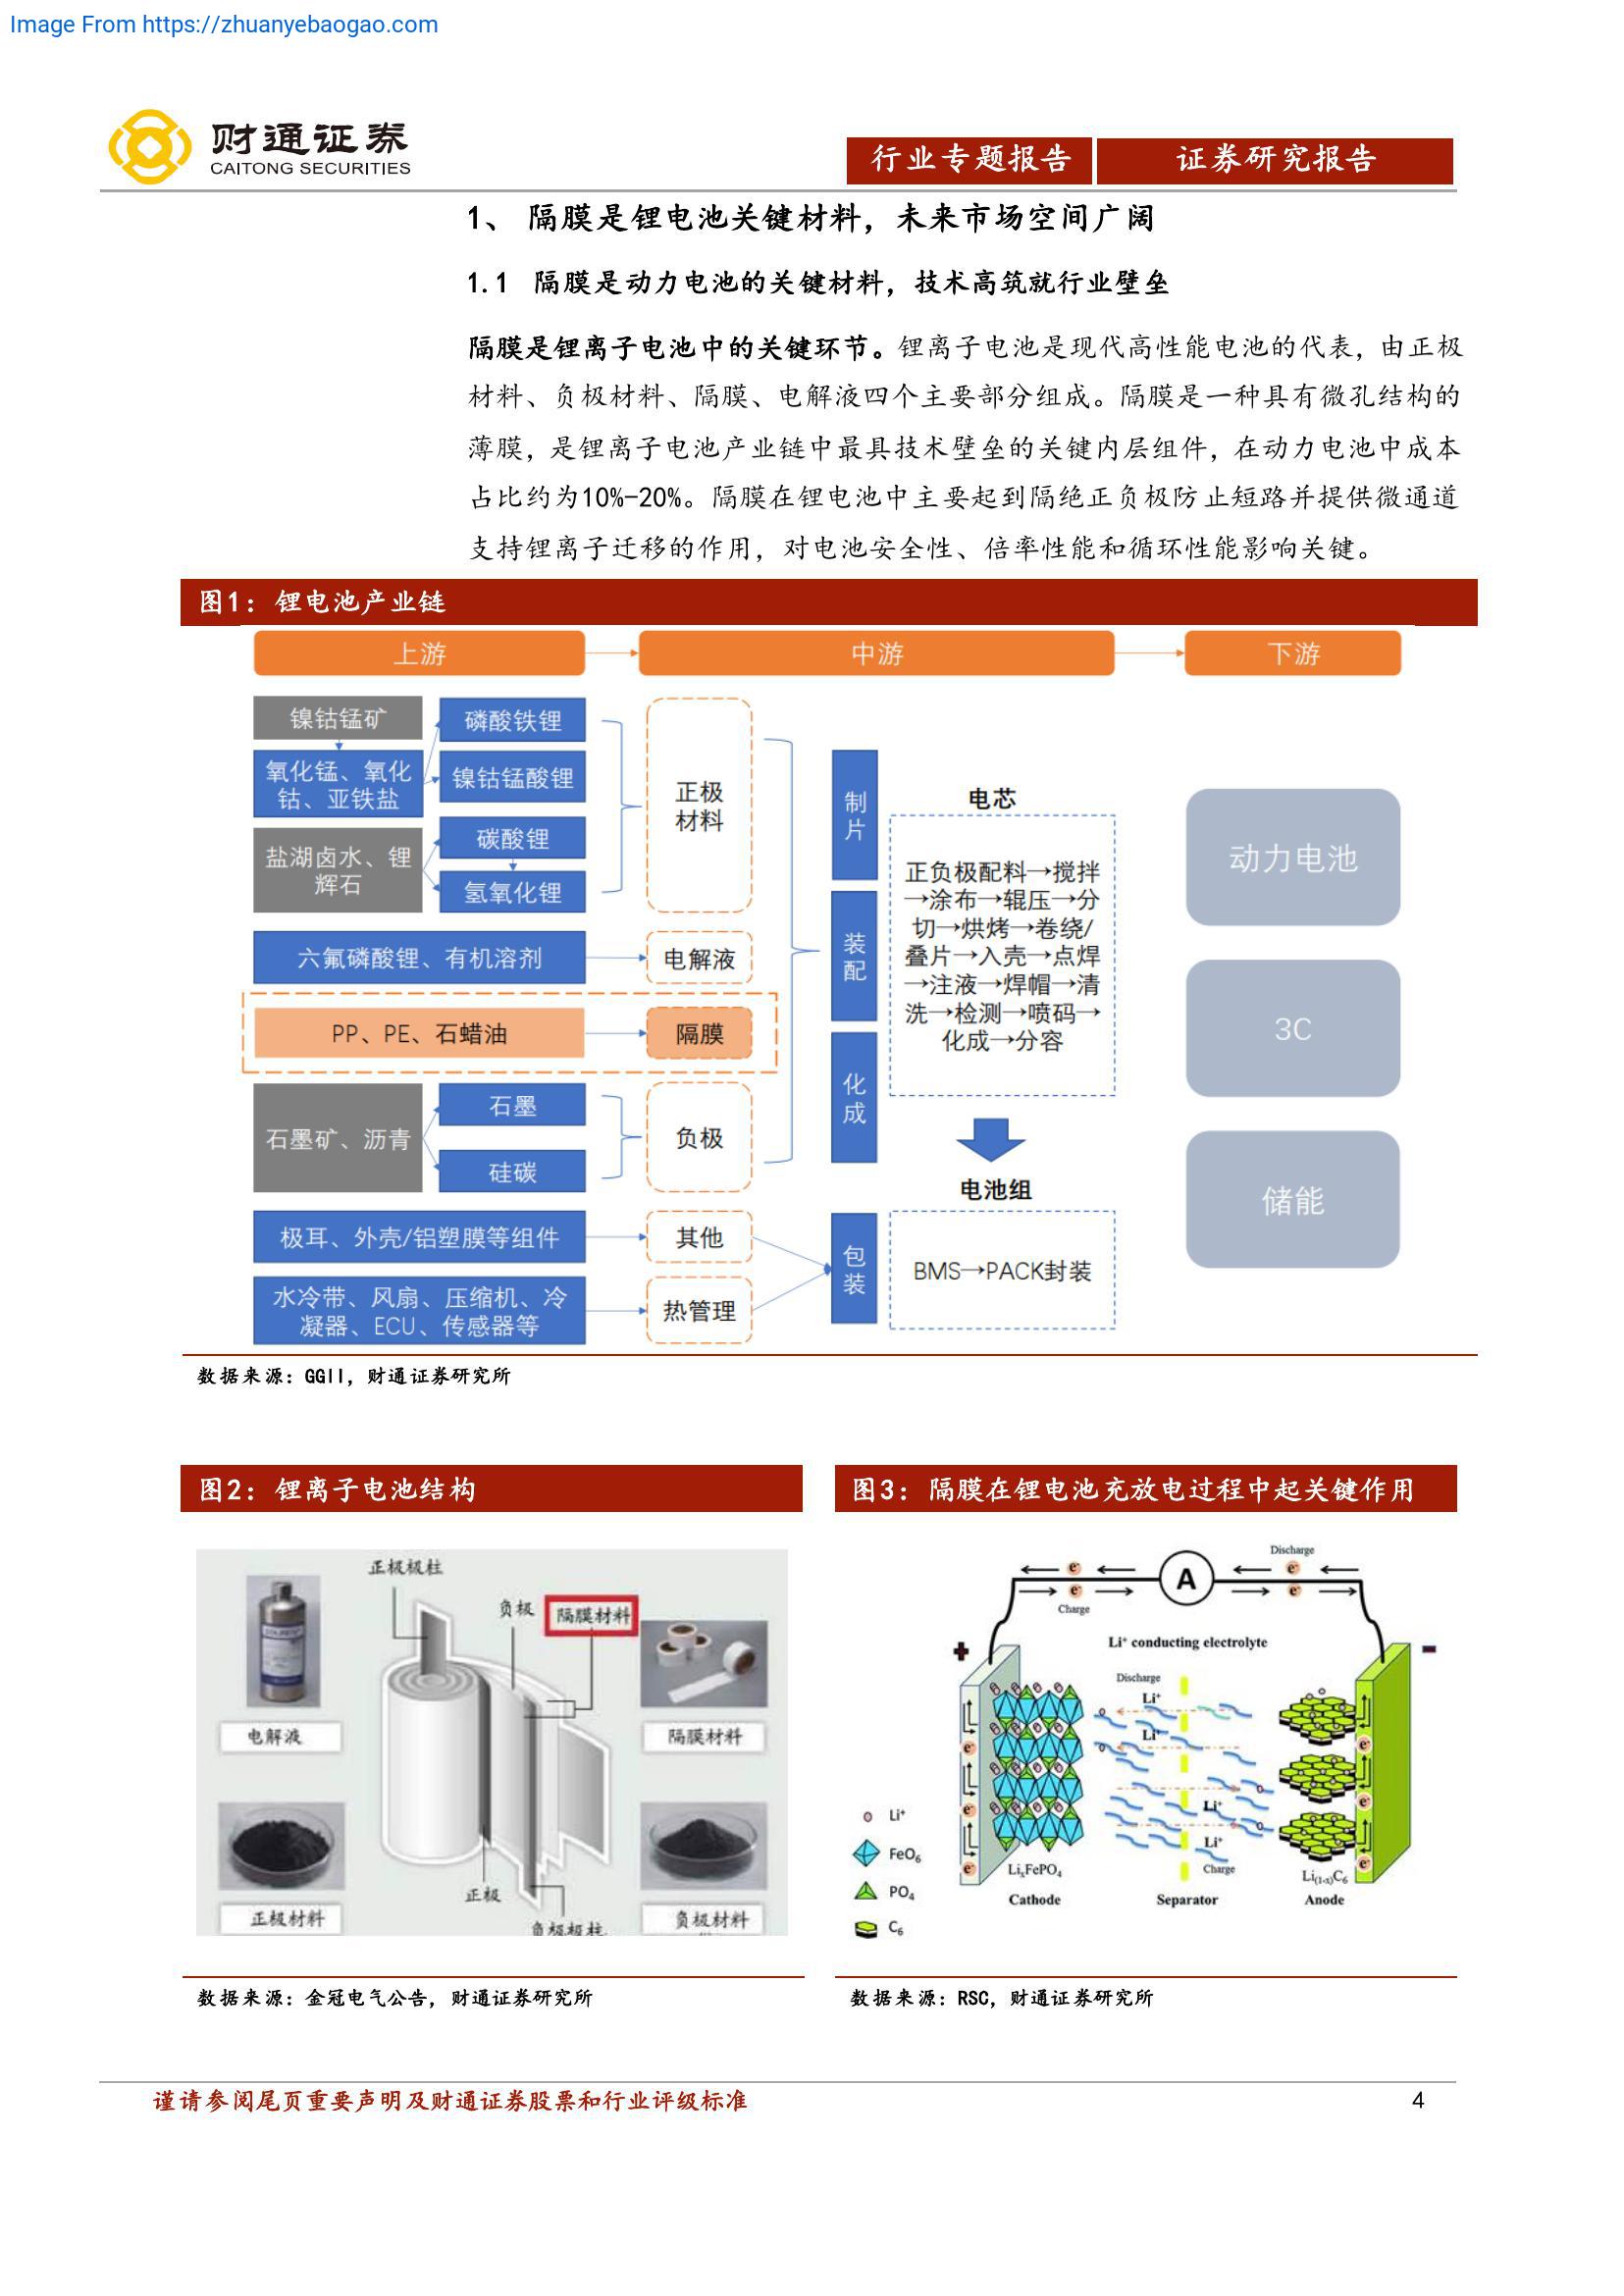 Image From https://zhuanyebaogao.com
财通证券
CAITONG SECURITIES
行业专题报告
证券研究报告
1、 隔膜是锂电池关键材料，未来市场空间广阔
1.1 隔膜是动力电池的关键材料，技术高筑就行业壁垒
隔膜是锂离子电池中的关键环节。锂离子电池是现代高性能电池的代表，由正极
材料、负极材料、隔膜、电解液四个主要部分组成。隔膜是一种具有微孔结构的
薄膜，是锂离子电池产业链中最具技术壁垒的关键内层组件，在动力电池中成本
占比约为10%-20%。隔膜在锂电池中主要起到隔绝正负极防止短路并提供微通道
支持锂离子迁移的作用，对电池安全性、倍率性能和循环性能影响关键。
图1：锂电池产业链
上游
中游
下游
镍钴锰矿
氧化锰、氧化
钴、亚铁盐
盐湖卤水、锂
辉石
磷酸铁锂
镍钴锰酸锂
碳酸锂
氢氧化锂
正极
材料
六氟磷酸锂、有机溶剂
电解液
PP、PE、石蜡油
隔膜
石墨矿、沥青
石墨
硅碳
负极
极耳、外壳/铝塑膜等组件
其他
水冷带、风扇、压缩机、冷
凝器、ECU、传感器等
热管理
制
片
装
配
化
成
包
装
电芯
正负极配料→搅拌
→涂布→辊压→分
切→烘烤→卷绕/
叠片→入壳→点焊
→注液→焊帽→清
洗→检测→喷码→
化成→分容
电池组
BMS→PACK封装
动力电池
3C
储能
数据来源：GGII，财通证券研究所
图2：锂离子电池结构
正极极柱
负极
隔膜材料
电解液
隔膜材料
正极
正极材料
负极极柱
负极材料
数据来源：金冠电气公告，财通证券研究所
图3：隔膜在锂电池充放电过程中起关键作用
Discharge
e⁻
e⁻
A
e⁻
e⁻
Charge
Li⁺ conducting electrolyte
+
-
Discharge
Li⁺
Li⁺
Li⁺
Li⁺
Charge
e⁻
e⁻
e⁻
e⁻
e⁻
e⁻
Li⁺
FeO₆
PO₄
C₆
LiₓFePO₄
Li₍₁₋ₓ₎C₆
Cathode
Separator
Anode
数据来源：RSC，财通证券研究所
谨请参阅尾页重要声明及财通证券股票和行业评级标准
4